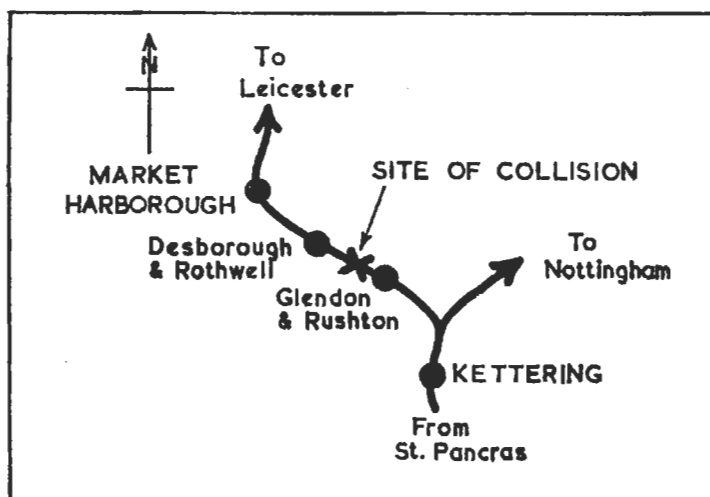 N
To
Leicester
MARKET
HARBOROUGH
SITE OF COLLISION
Desborough
& Rothwell
Glendon
& Rushton
To
Nottingham
KETTERING
From
St. Pancras